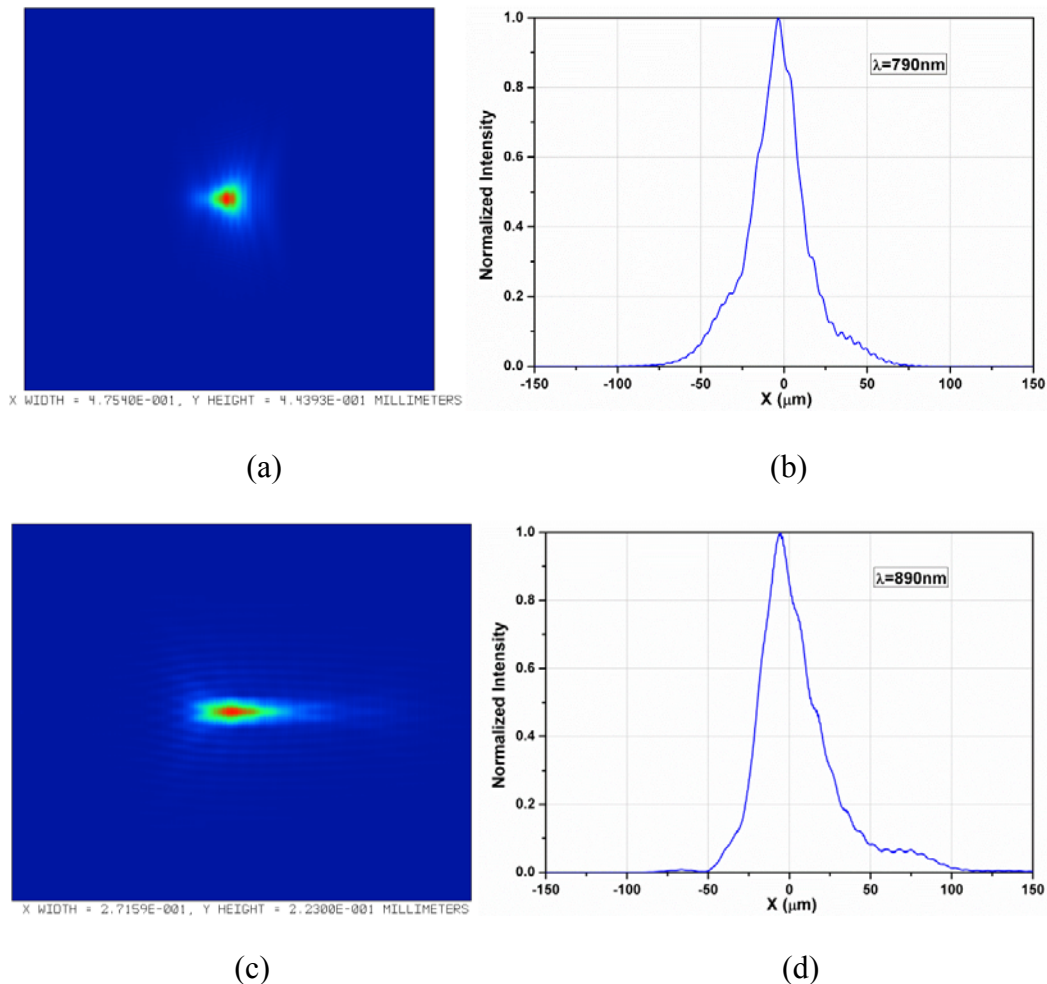 1.0
0.8
0.6
0.4
0.2
0.0
Normalized Intensity
λ=790nm
-150 -100 -50 0 50 100 150
X (μm)
X WIDTH = 4.7540E-001, Y HEIGHT = 4.4393E-001 MILLIMETERS
(a) (b)
1.0
0.8
0.6
0.4
0.2
0.0
Normalized Intensity
λ=890nm
-150 -100 -50 0 50 100 150
X (μm)
X WIDTH = 2.7159E-001, Y HEIGHT = 2.2300E-001 MILLIMETERS
(c) (d)